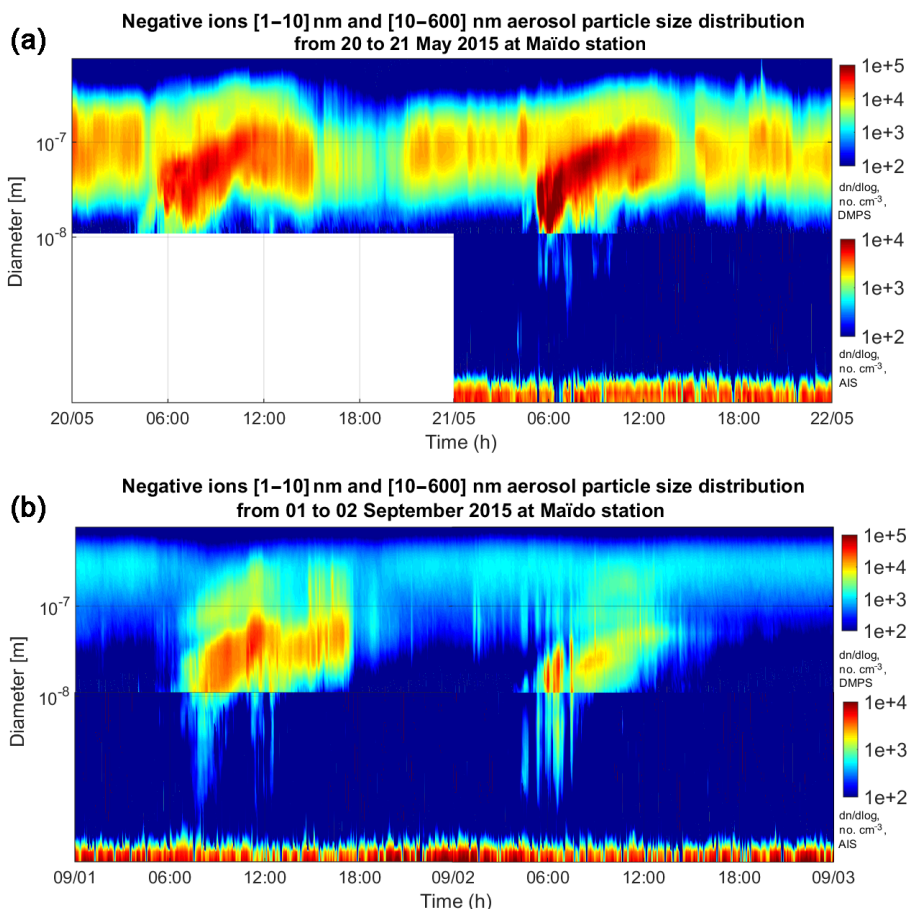 (a)
Negative ions [1−10] nm and [10−600] nm aerosol particle size distribution
from 20 to 21 May 2015 at Maïdo station
Diameter [m]
10-7
10-8
20/05 06:00 12:00 18:00 21/05 06:00 12:00 18:00 22/05
Time (h)
1e+5
1e+4
1e+3
1e+2
dn/dlog,
no. cm-3,
DMPS
1e+4
1e+3
1e+2
dn/dlog,
no. cm-3,
AIS
(b)
Negative ions [1−10] nm and [10−600] nm aerosol particle size distribution
from 01 to 02 September 2015 at Maïdo station
Diameter [m]
10-7
10-8
09/01 06:00 12:00 18:00 09/02 06:00 12:00 18:00 09/03
Time (h)
1e+5
1e+4
1e+3
1e+2
dn/dlog,
no. cm-3,
DMPS
1e+4
1e+3
1e+2
dn/dlog,
no. cm-3,
AIS